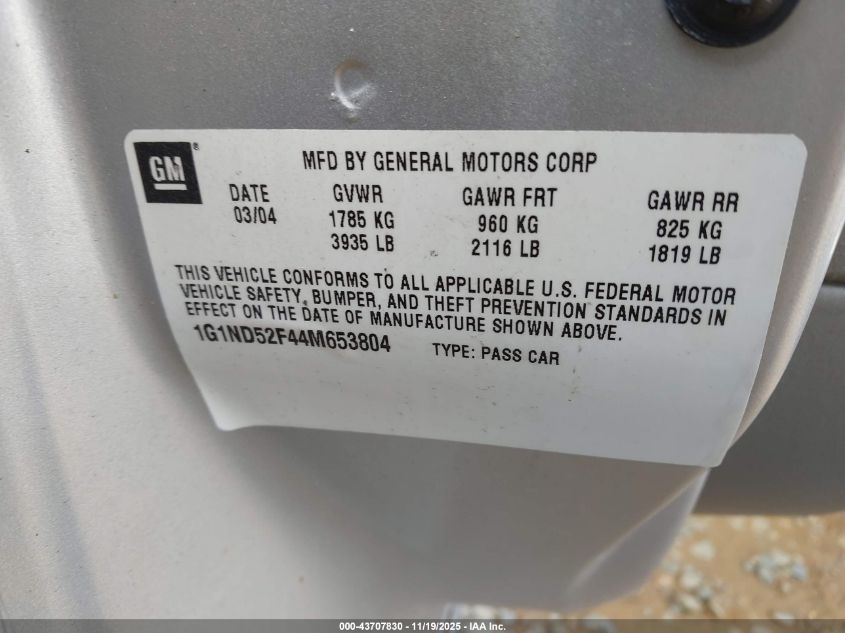 GM®
MFD BY GENERAL MOTORS CORP
DATE GVWR GAWR FRT GAWR RR
03/04 1785 KG 960 KG 825 KG
3935 LB 2116 LB 1819 LB
THIS VEHICLE CONFORMS TO ALL APPLICABLE U.S. FEDERAL MOTOR
VEHICLE SAFETY, BUMPER, AND THEFT PREVENTION STANDARDS IN
EFFECT ON THE DATE OF MANUFACTURE SHOWN ABOVE.
1G1ND52F44M653804 TYPE: PASS CAR
000-43707830 - 11/19/2025 - IAA Inc.